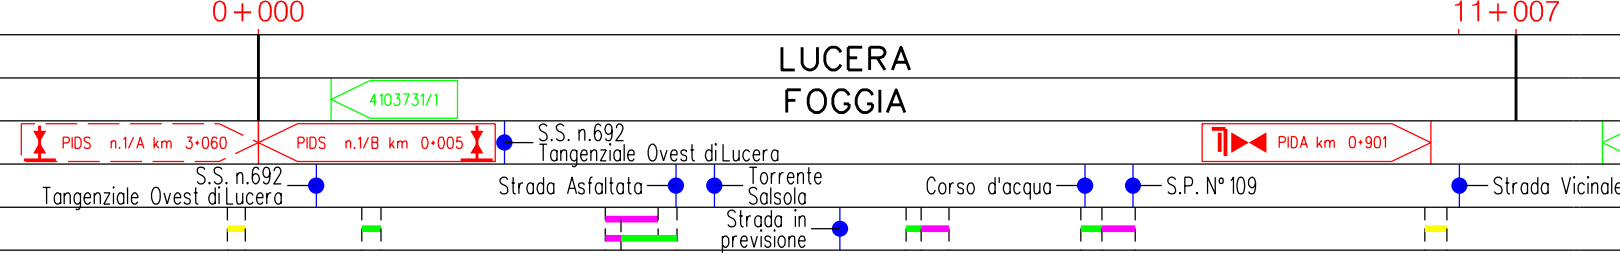 0+000
11+007
LUCERA
4103731/1
FOGGIA
PIDS n.1/A km 3+060
PIDS n.1/B km 0+005
S.S. n.692
Tangenziale Ovest di Lucera
PIDA km 0+901
S.S. n.692
Tangenziale Ovest di Lucera
Strada Asfaltata
Torrente
Salsola
Corso d'acqua
S.P. N° 109
Strada Vicinale
Strada in
previsione